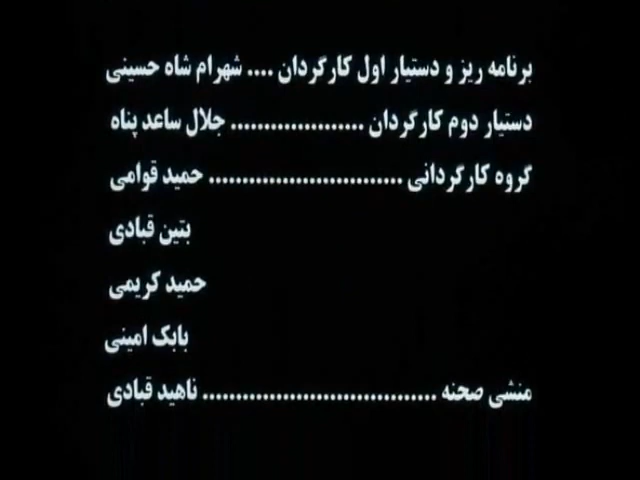 برنامه ریز و دستیار اول کارگردان .... شهرام شاه حسینی
دستیار دوم کارگردان .................... جلال ساعد پناه
گروه کارگردانی ............................. حمید قوامی
بتین قبادی
حمید کریمی
بابک امینی
منشی صحنه ................................... ناهید قبادی